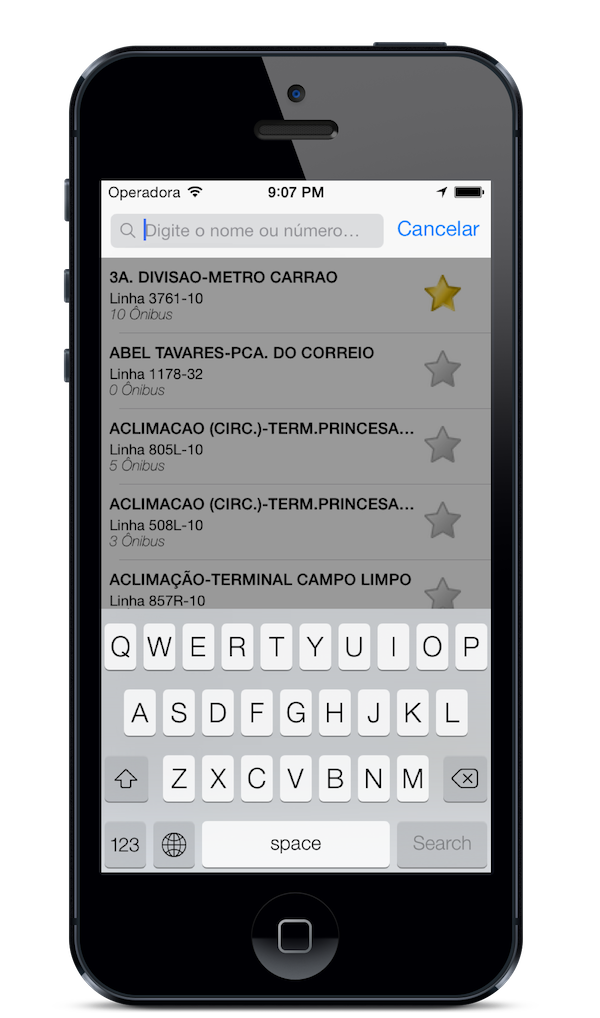 Operadora 9:07 PM
Digite o nome ou número... Cancelar
3A. DIVISAO-METRO CARRAO
Linha 3761-10
10 Ônibus
ABEL TAVARES-PCA. DO CORREIO
Linha 1178-32
0 Ônibus
ACLIMACAO (CIRC.)-TERM.PRINCESA...
Linha 805L-10
5 Ônibus
ACLIMACAO (CIRC.)-TERM.PRINCESA...
Linha 508L-10
3 Ônibus
ACLIMAÇÃO-TERMINAL CAMPO LIMPO
Linha 857R-10
Q W E R T Y U I O P
A S D F G H J K L
Z X C V B N M
123 space Search